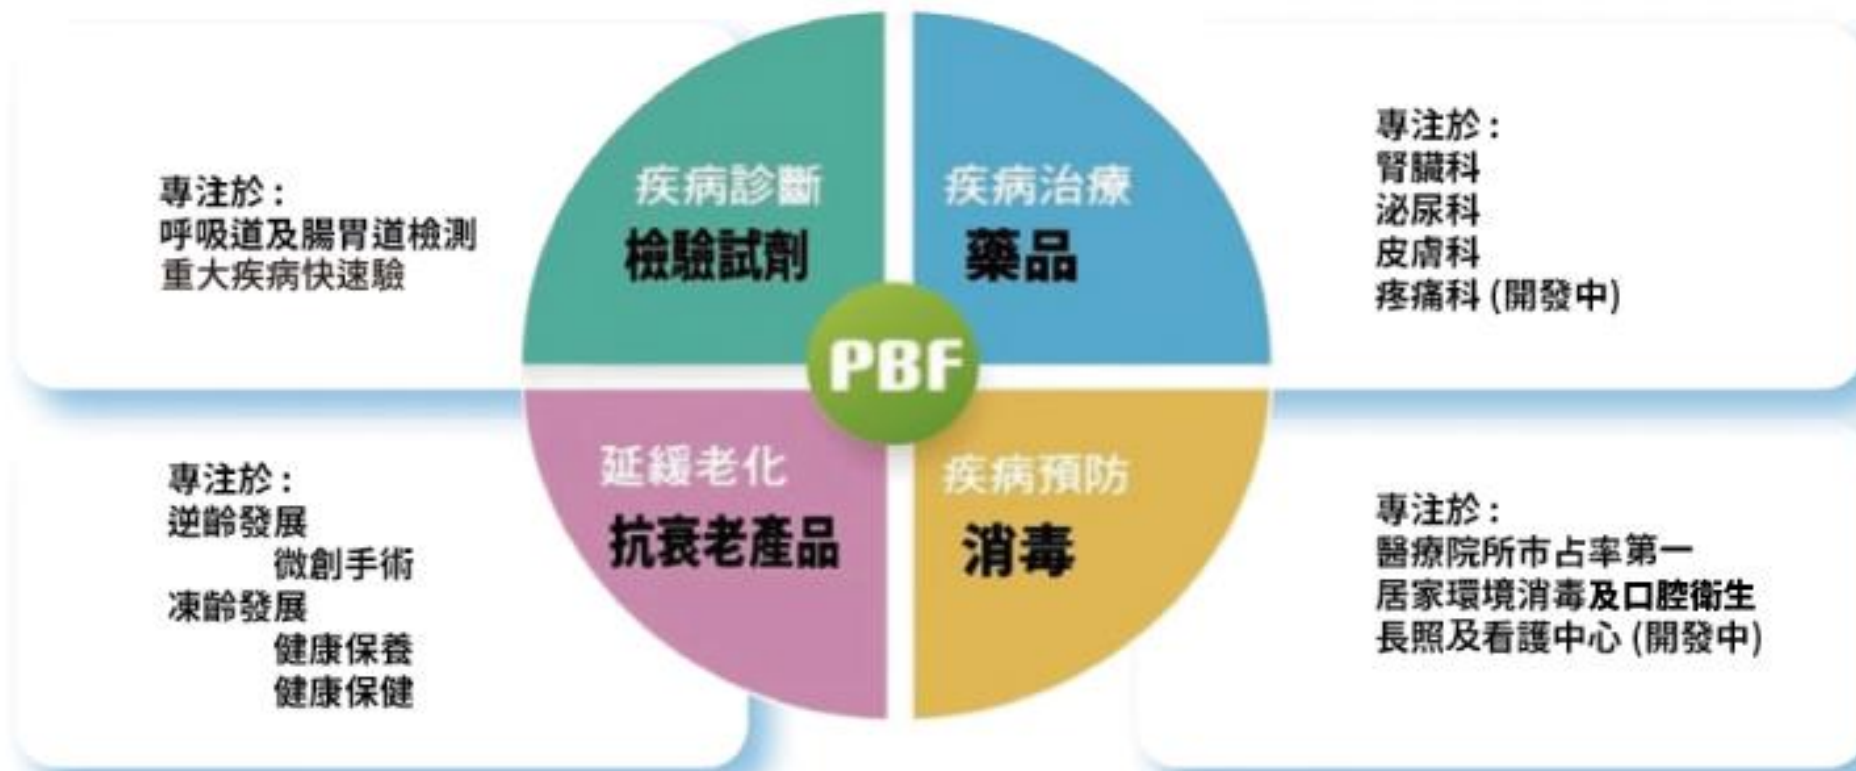 專注於 :
呼吸道及腸胃道檢測
重大疾病快速驗
疾病診斷
檢驗試劑
疾病治療
藥品
專注於 :
腎臟科
泌尿科
皮膚科
疼痛科 (開發中)
PBF
專注於 :
逆齡發展
微創手術
凍齡發展
健康保養
健康保健
延緩老化
抗衰老產品
疾病預防
消毒
專注於 :
醫療院所市占率第一
居家環境消毒及口腔衛生
長照及看護中心 (開發中)